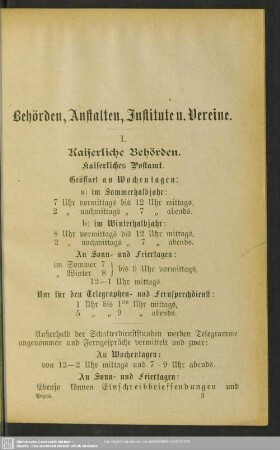 Behörden, Anstalten, Institute u. Vereine.
I.
Kaiserliche Behörden.
Kaiserliches Postamt.
Geöffnet an Wochentagen:
a) im Sommerhalbjahr:
7 Uhr vormittags bis 12 Uhr mittags,
2 „ nachmittags „ 7 „ abends.
b) im Winterhalbjahr:
8 Uhr vormittags bis 12 Uhr mittags,
2 „ nachmittags „ 7 „ abends.
An Sonn- und Feiertagen:
im Sommer 7
„ Winter 8 } bis 9 Uhr vormittags,
12—1 Uhr mittags.
Nur für den Telegraphen- und Fernsprechdienst:
1 Uhr bis Uhr mittags,
5 „ „ 9 „ abends.
Außerhalb der Schalterdienststunden werden Telegramme
angenommen und Ferngespräche vermittelt und zwar:
An Wochentagen:
von 12—2 Uhr mittags und 7—9 Uhr abends.
An Sonn- und Feiertagen:
Ebenso können Einschreibbriefsendungen und
3